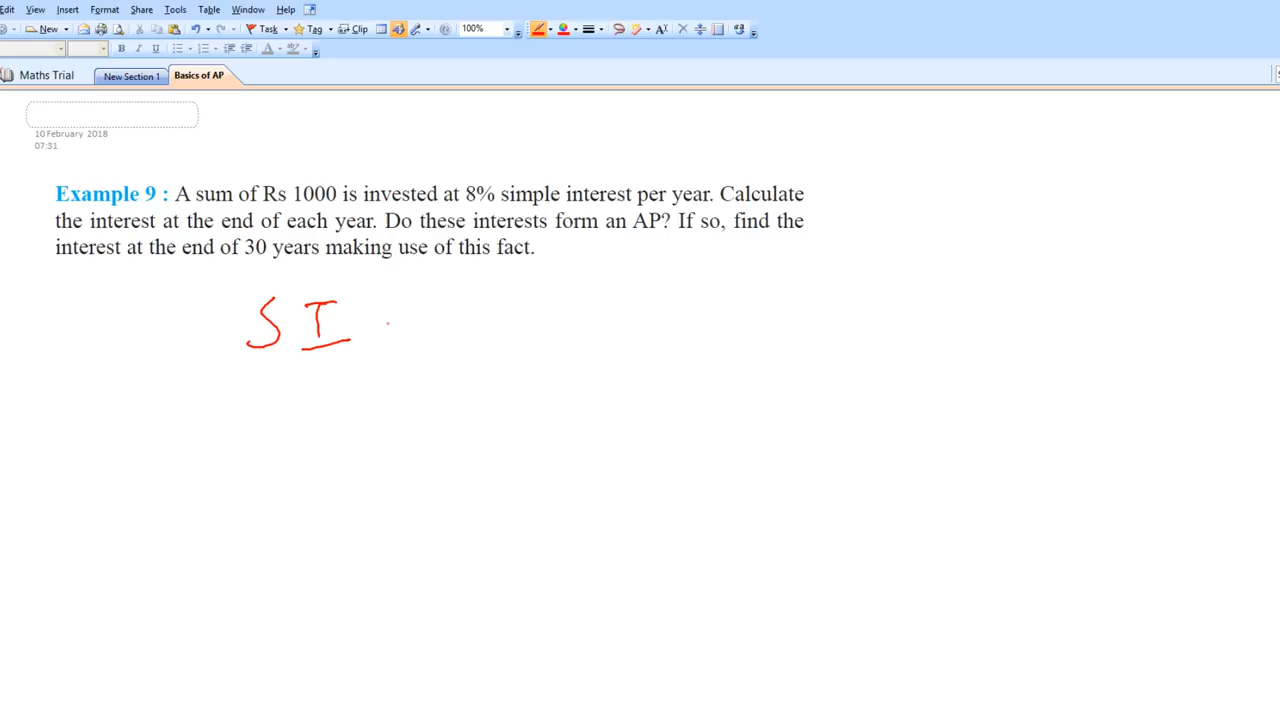 Edit View Insert Format Share Tools Table Window Help
New Task Tag Clip 100%
B I U A ab
Maths Trial New Section 1 Basics of AP
10 February 2018
07:31
Example 9 : A sum of Rs 1000 is invested at 8% simple interest per year. Calculate
the interest at the end of each year. Do these interests form an AP? If so, find the
interest at the end of 30 years making use of this fact.
S I